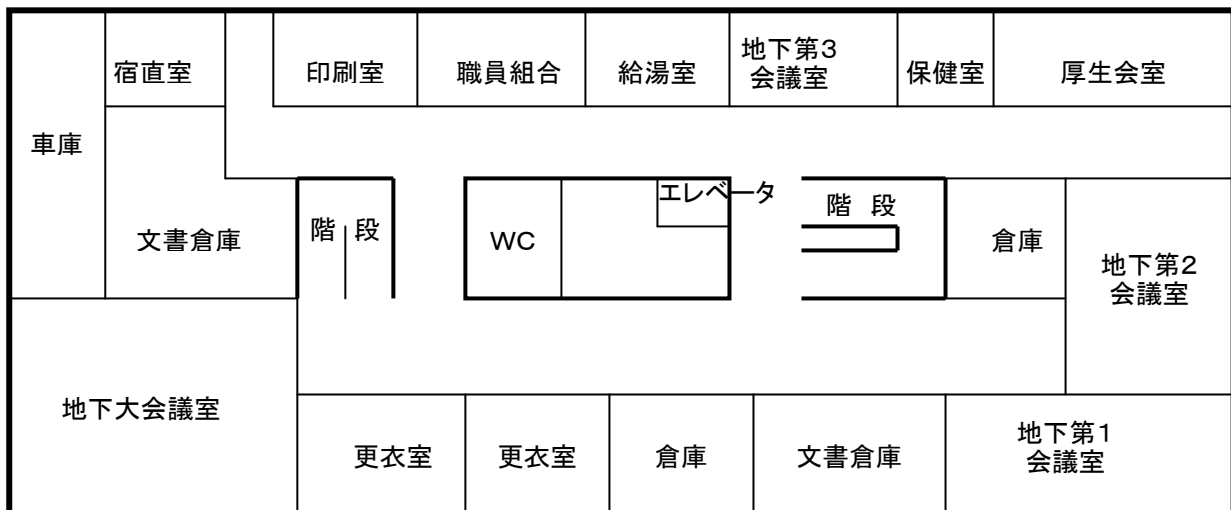 宿直室
印刷室
職員組合
給湯室
地下第3
会議室
保健室
厚生会室
車庫
文書倉庫
階 段
WC
エレベータ
階 段
倉庫
地下第2
会議室
地下大会議室
更衣室
更衣室
倉庫
文書倉庫
地下第1
会議室